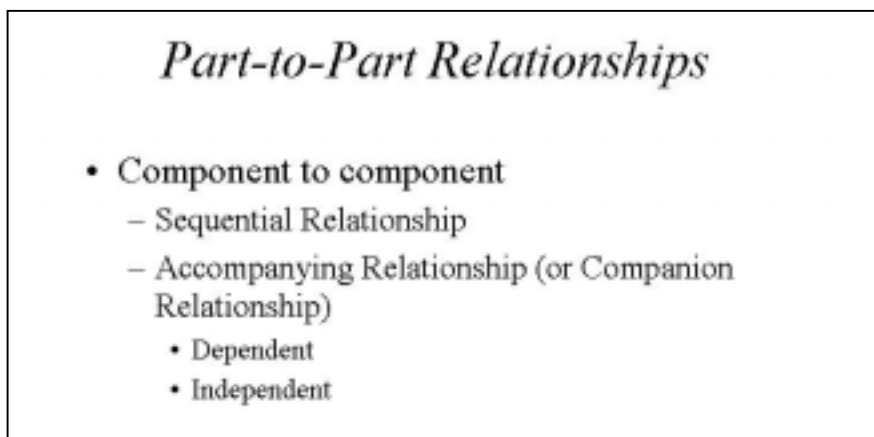 Part-to-Part Relationships
• Component to component
– Sequential Relationship
– Accompanying Relationship (or Companion
Relationship)
• Dependent
• Independent